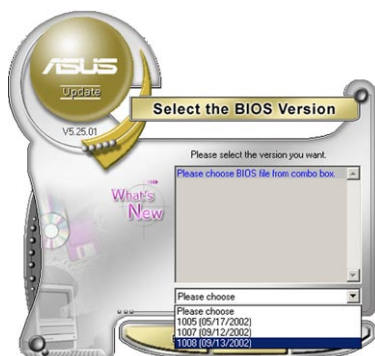 ASUS
Update
V5.25.01
Select the BIOS Version
Please select the version you want.
Please choose BIOS file from combo box.
What's
New
Please choose
Please choose
1005 (05/17/2002)
1007 (09/12/2002)
1008 (09/13/2002)